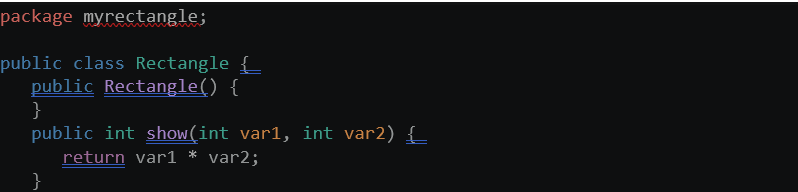 package myrectangle;
public class Rectangle {
public Rectangle() {
}
public int show(int var1, int var2) {
return var1 * var2;
}